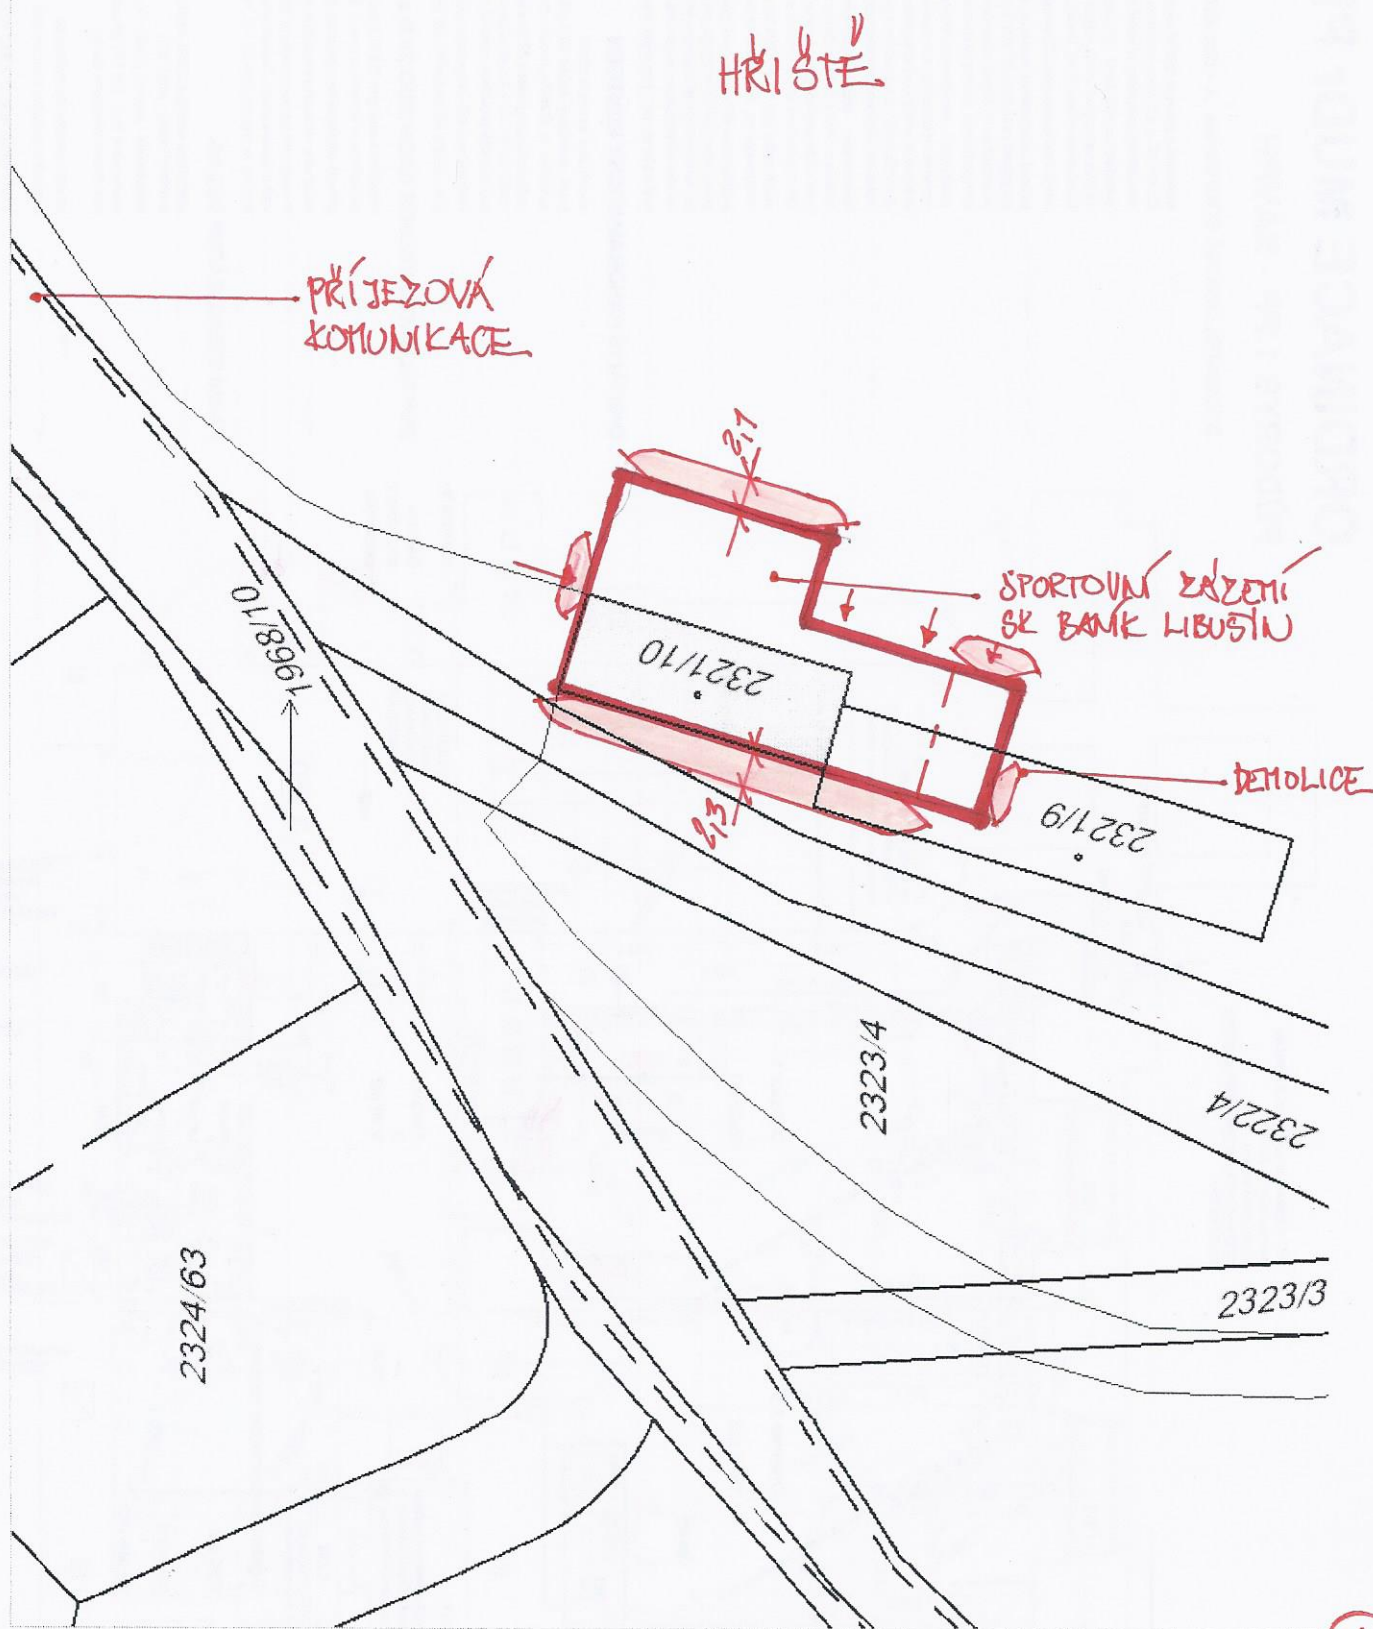 HŘIŠTĚ
PŘÍJEZOVÁ
KOMUNIKACE
2,1
SPORTOVNÍ ZÁZEMÍ
SK BANÍK LIBUŠÍN
1968/10
2321/10
DEMOLICE
2321/9
2,3
2323/4
2322/4
2324/63
2323/3